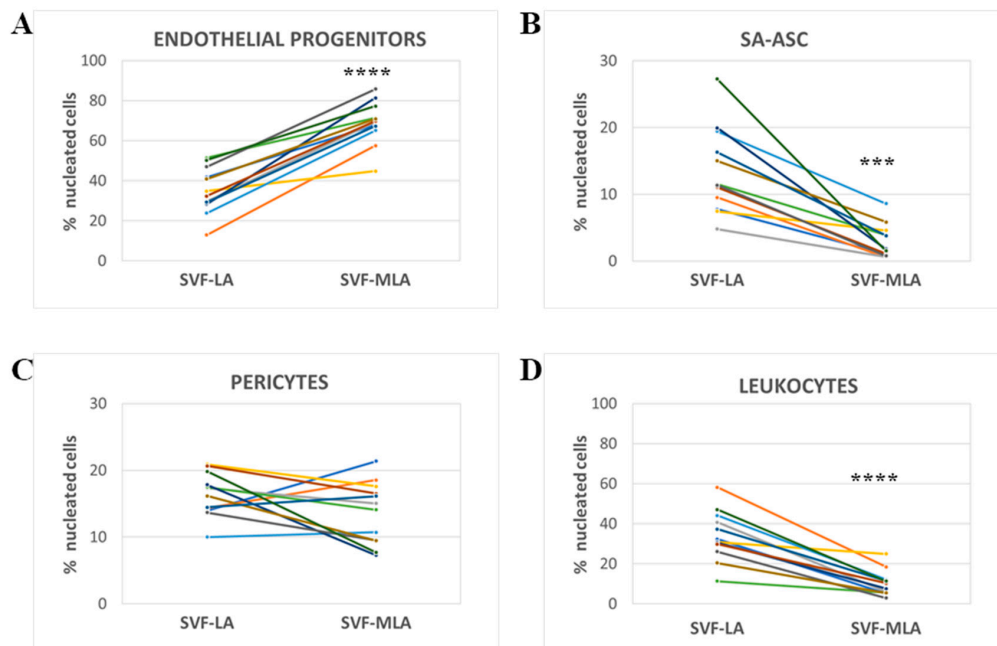 A
ENDOTHELIAL PROGENITORS
****
100
80
60
40
20
0
% nucleated cells
SVF-LA SVF-MLA
B
SA-ASC
***
30
20
10
0
% nucleated cells
SVF-LA SVF-MLA
C
PERICYTES
30
20
10
0
% nucleated cells
SVF-LA SVF-MLA
D
LEUKOCYTES
****
100
80
60
40
20
0
% nucleated cells
SVF-LA SVF-MLA